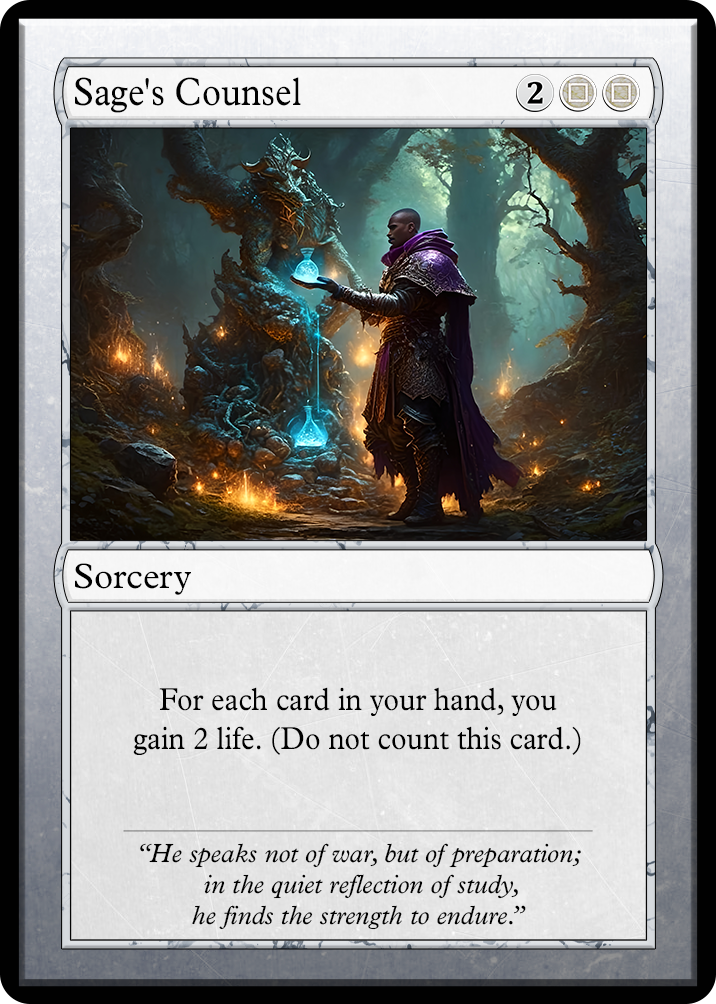 Sage's Counsel 2
Sorcery
For each card in your hand, you
gain 2 life. (Do not count this card.)
“He speaks not of war, but of preparation;
in the quiet reflection of study,
he finds the strength to endure.”